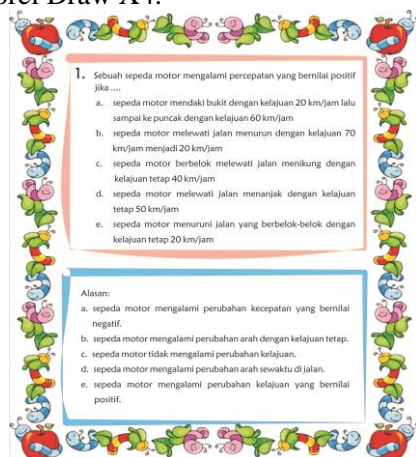 1. Sebuah sepeda motor mengalami percepatan yang bernilai positif
jika ....
a. sepeda motor mendaki bukit dengan kelajuan 20 km/jam lalu
sampai ke puncak dengan kelajuan 60 km/jam
b. sepeda motor melewati jalan menurun dengan kelajuan 70
km/jam menjadi 20 km/jam
c. sepeda motor berbelok melewati jalan menikung dengan
kelajuan tetap 40 km/jam
d. sepeda motor melewati jalan menanjak dengan kelajuan
tetap 50 km/jam
e. sepeda motor menuruni jalan yang berbelok-belok dengan
kelajuan tetap 20 km/jam
Alasan:
a. sepeda motor mengalami perubahan kecepatan yang bernilai
negatif.
b. sepeda motor mengalami perubahan arah dengan kelajuan tetap.
c. sepeda motor tidak mengalami perubahan kelajuan.
d. sepeda motor mengalami perubahan arah sewaktu di jalan.
e. sepeda motor mengalami perubahan kelajuan yang bernilai
positif.